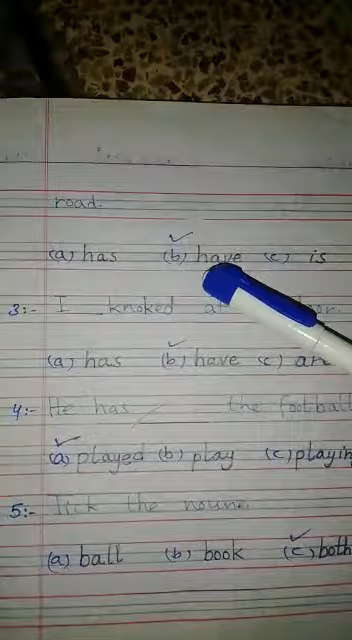 road.
(a) has (b) have (c) is
3:- I knoked at door.
(a) has (b) have (c) an
4:- He has the football
(a) played (b) play (c) playin
5:- Tick the nouns.
(a) ball (b) book (c) both